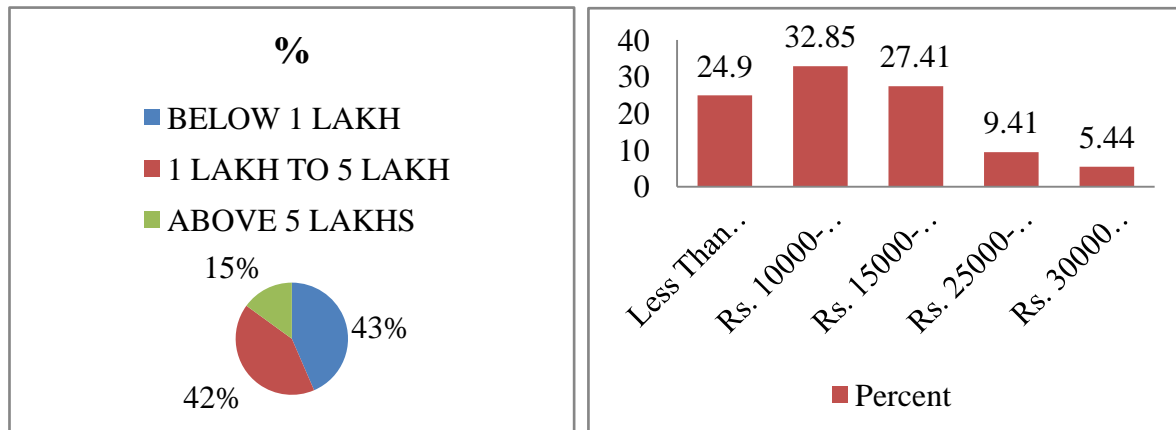 %
BELOW 1 LAKH
1 LAKH TO 5 LAKH
ABOVE 5 LAKHS
15%
43%
42%
40
30
20
10
0
24.9
32.85
27.41
9.41
5.44
Less Than…
Rs. 10000-…
Rs. 15000-…
Rs. 25000-…
Rs. 30000…
Percent